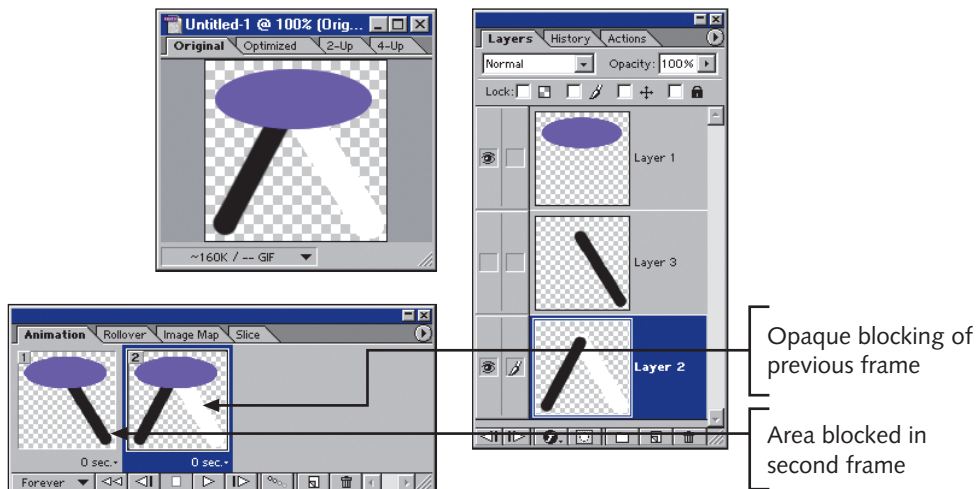 Untitled-1 @ 100% (Orig...
Original Optimized 2-Up 4-Up
~160K / -- GIF
Layers History Actions
Normal Opacity: 100%
Lock:
Layer 1
Layer 3
Layer 2
Animation Rollover Image Map Slice
1 2
0 sec. 0 sec.
Forever
Opaque blocking of
previous frame
Area blocked in
second frame